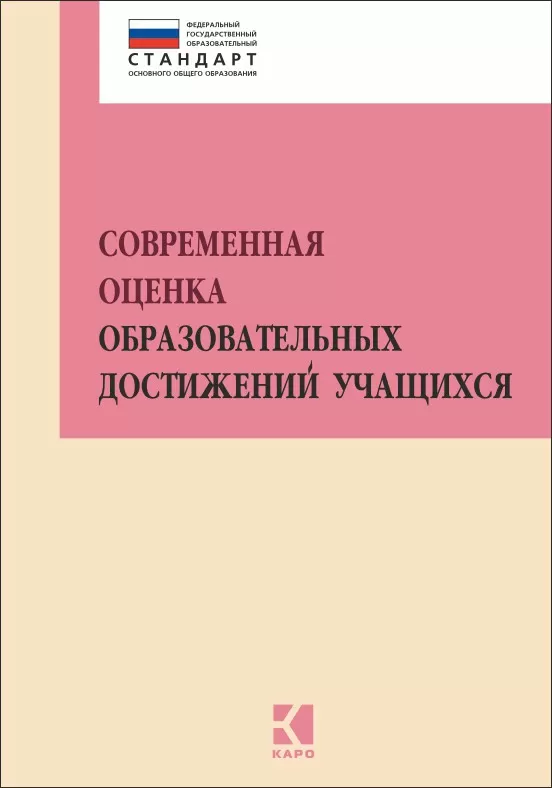 ФЕДЕРАЛЬНЫЙ
ГОСУДАРСТВЕННЫЙ
ОБРАЗОВАТЕЛЬНЫЙ
СТАНДАРТ
ОСНОВНОГО ОБЩЕГО ОБРАЗОВАНИЯ
СОВРЕМЕННАЯ
ОЦЕНКА
ОБРАЗОВАТЕЛЬНЫХ
ДОСТИЖЕНИЙ УЧАЩИХСЯ
КАРО